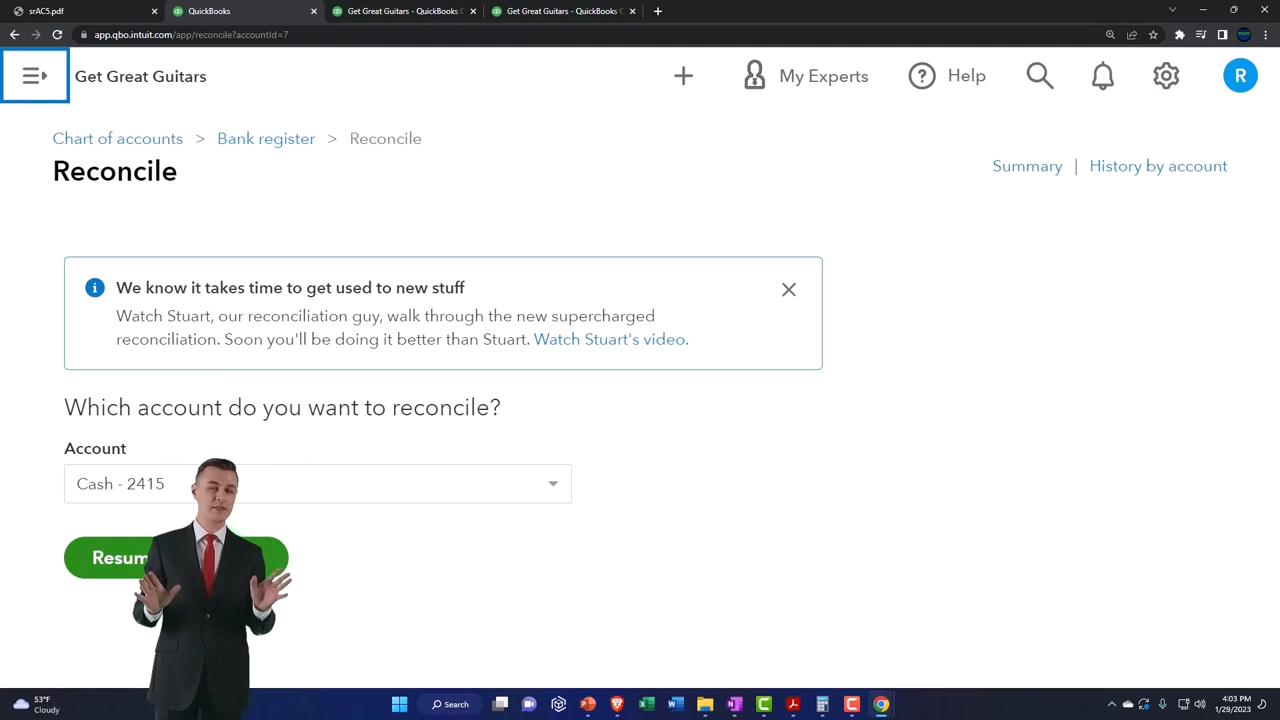 srACS.pdf
QuickBooks
Get Great Guitars - QuickBooks
Get Great Guitars - QuickBooks
app.qbo.intuit.com/app/reconcile?accountId=7
R
Get Great Guitars
My Experts
Help
R
Chart of accounts > Bank register > Reconcile
Reconcile
Summary | History by account
We know it takes time to get used to new stuff
Watch Stuart, our reconciliation guy, walk through the new supercharged
reconciliation. Soon you'll be doing it better than Stuart. Watch Stuart's video.
Which account do you want to reconcile?
Account
Cash - 2415
Resum
53°F
Cloudy
Search
4:03 PM
1/29/2023